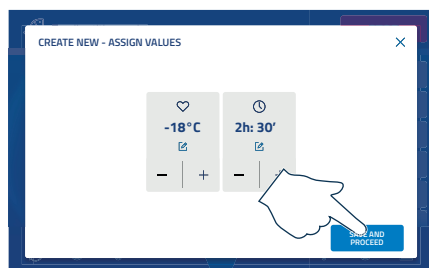 CREATE NEW - ASSIGN VALUES
-18°C
2h: 30′
− +
− +
SAVE AND
PROCEED